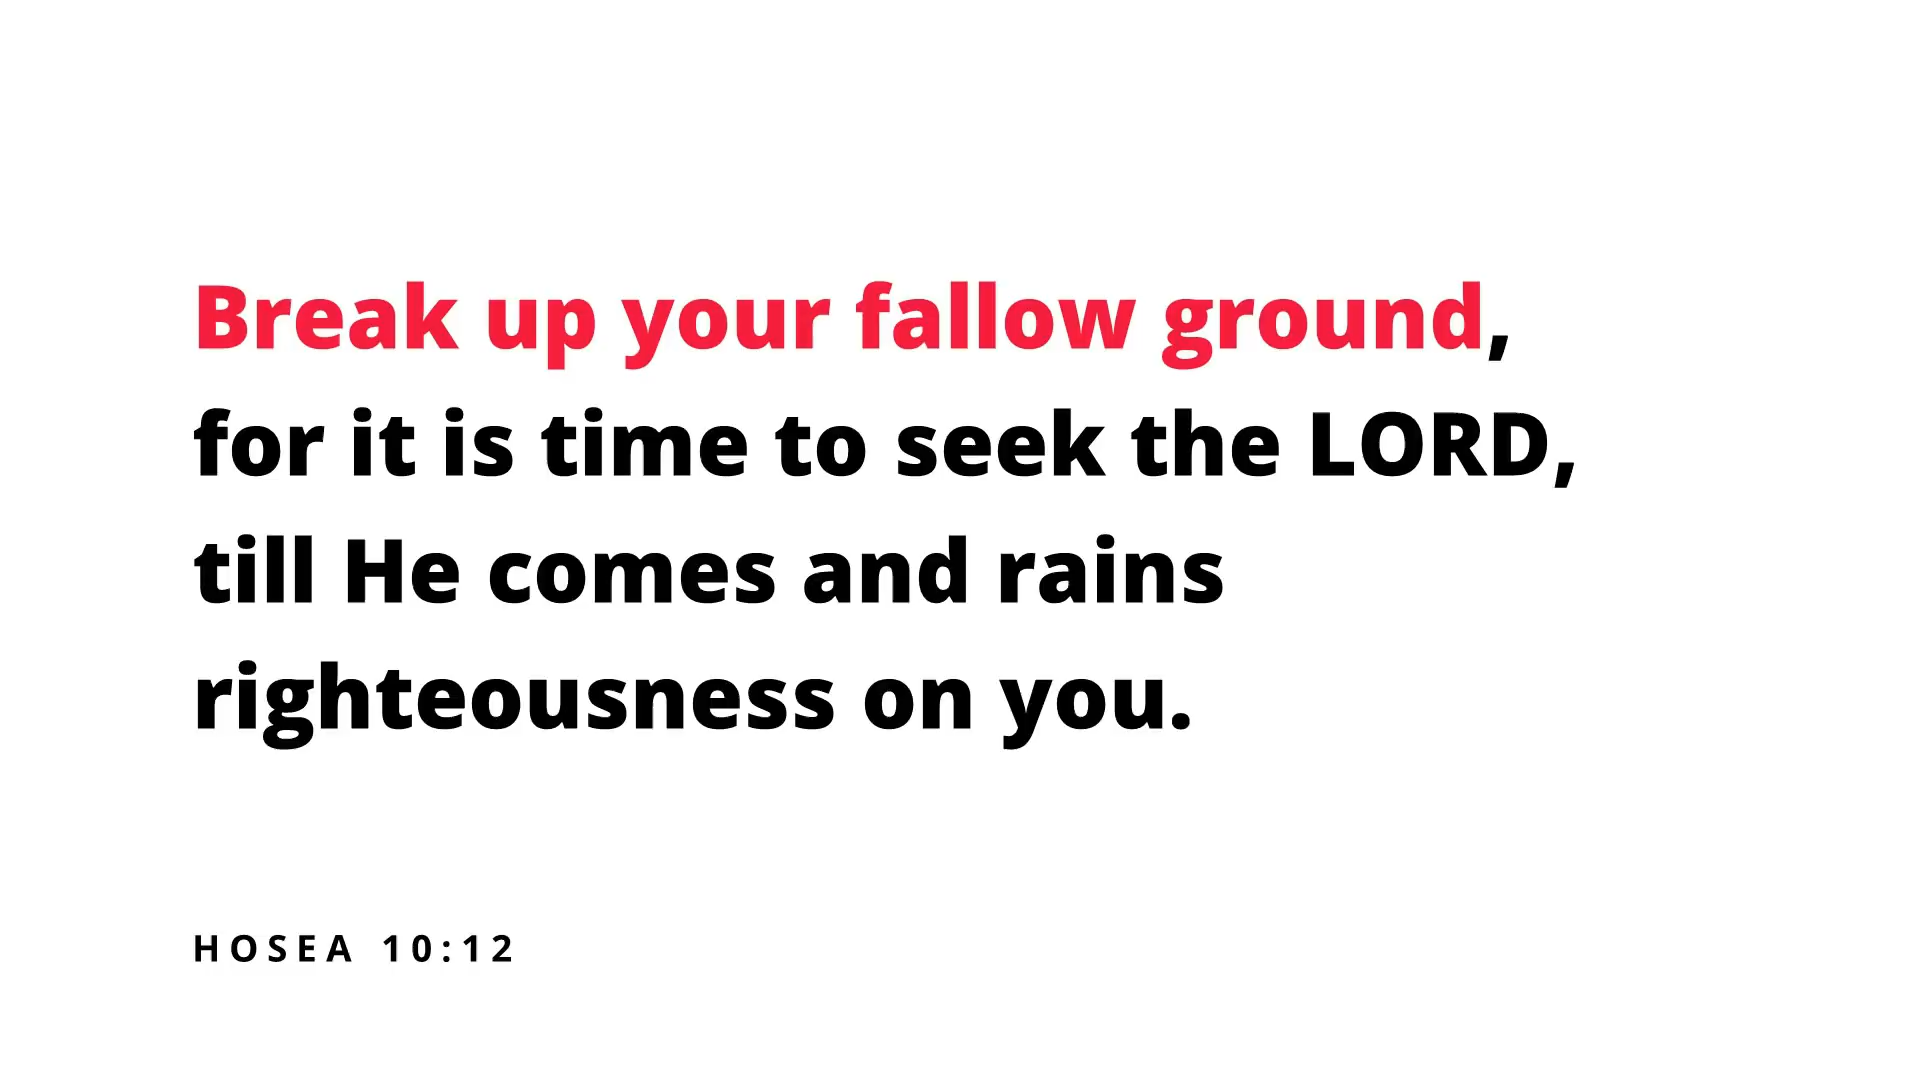 Break up your fallow ground,
for it is time to seek the LORD,
till He comes and rains
righteousness on you.
HOSEA 10:12